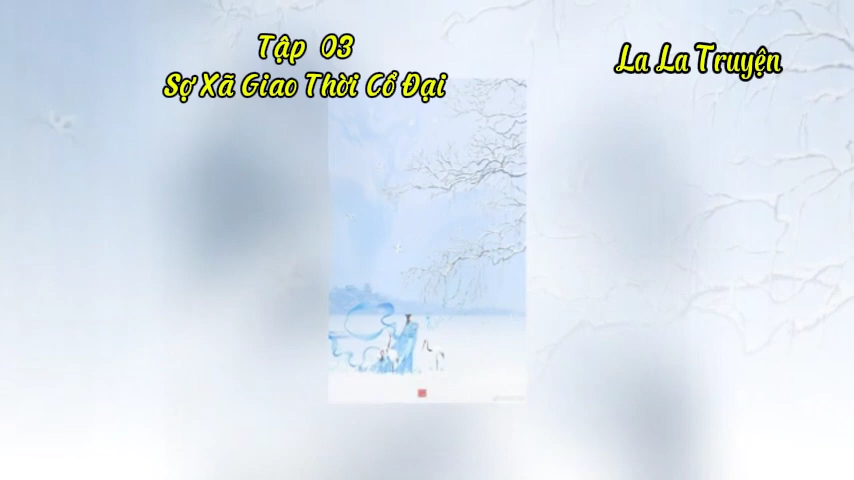 Tập 03
Sợ Xã Giao Thời Cổ Đại
La La Truyện